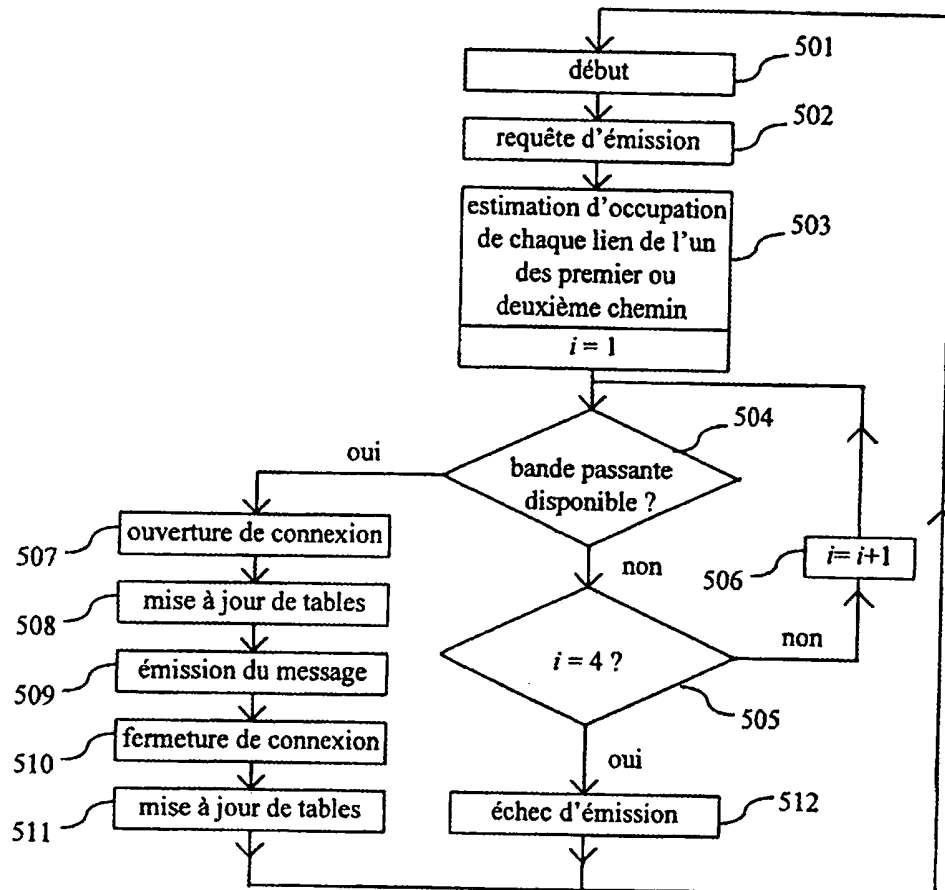 501
début
502
requête d'émission
503
estimation d'occupation
de chaque lien de l'un
des premier ou
deuxième chemin
i = 1
504
oui
bande passante
disponible ?
507
ouverture de connexion
non
506
i= i+1
508
mise à jour de tables
i = 4 ?
non
509
émission du message
505
510
fermeture de connexion
oui
511
mise à jour de tables
échec d'émission
512